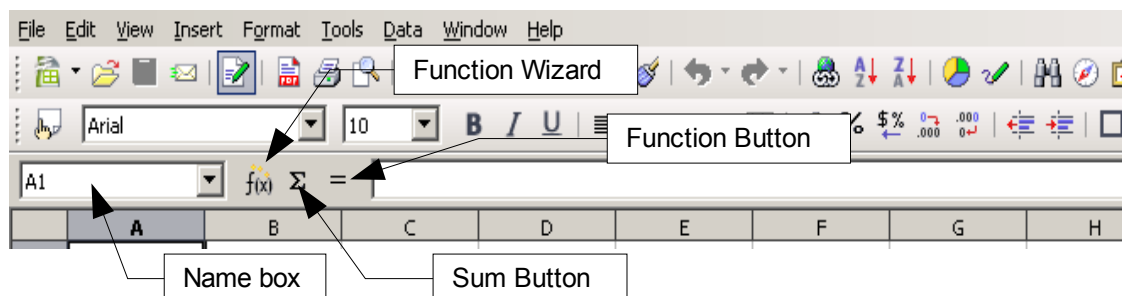 File Edit View Insert Format Tools Data Window Help
Function Wizard
Arial 10 B I U
Function Button
A1 f(x) Σ =
A B C D E F G H
Name box Sum Button